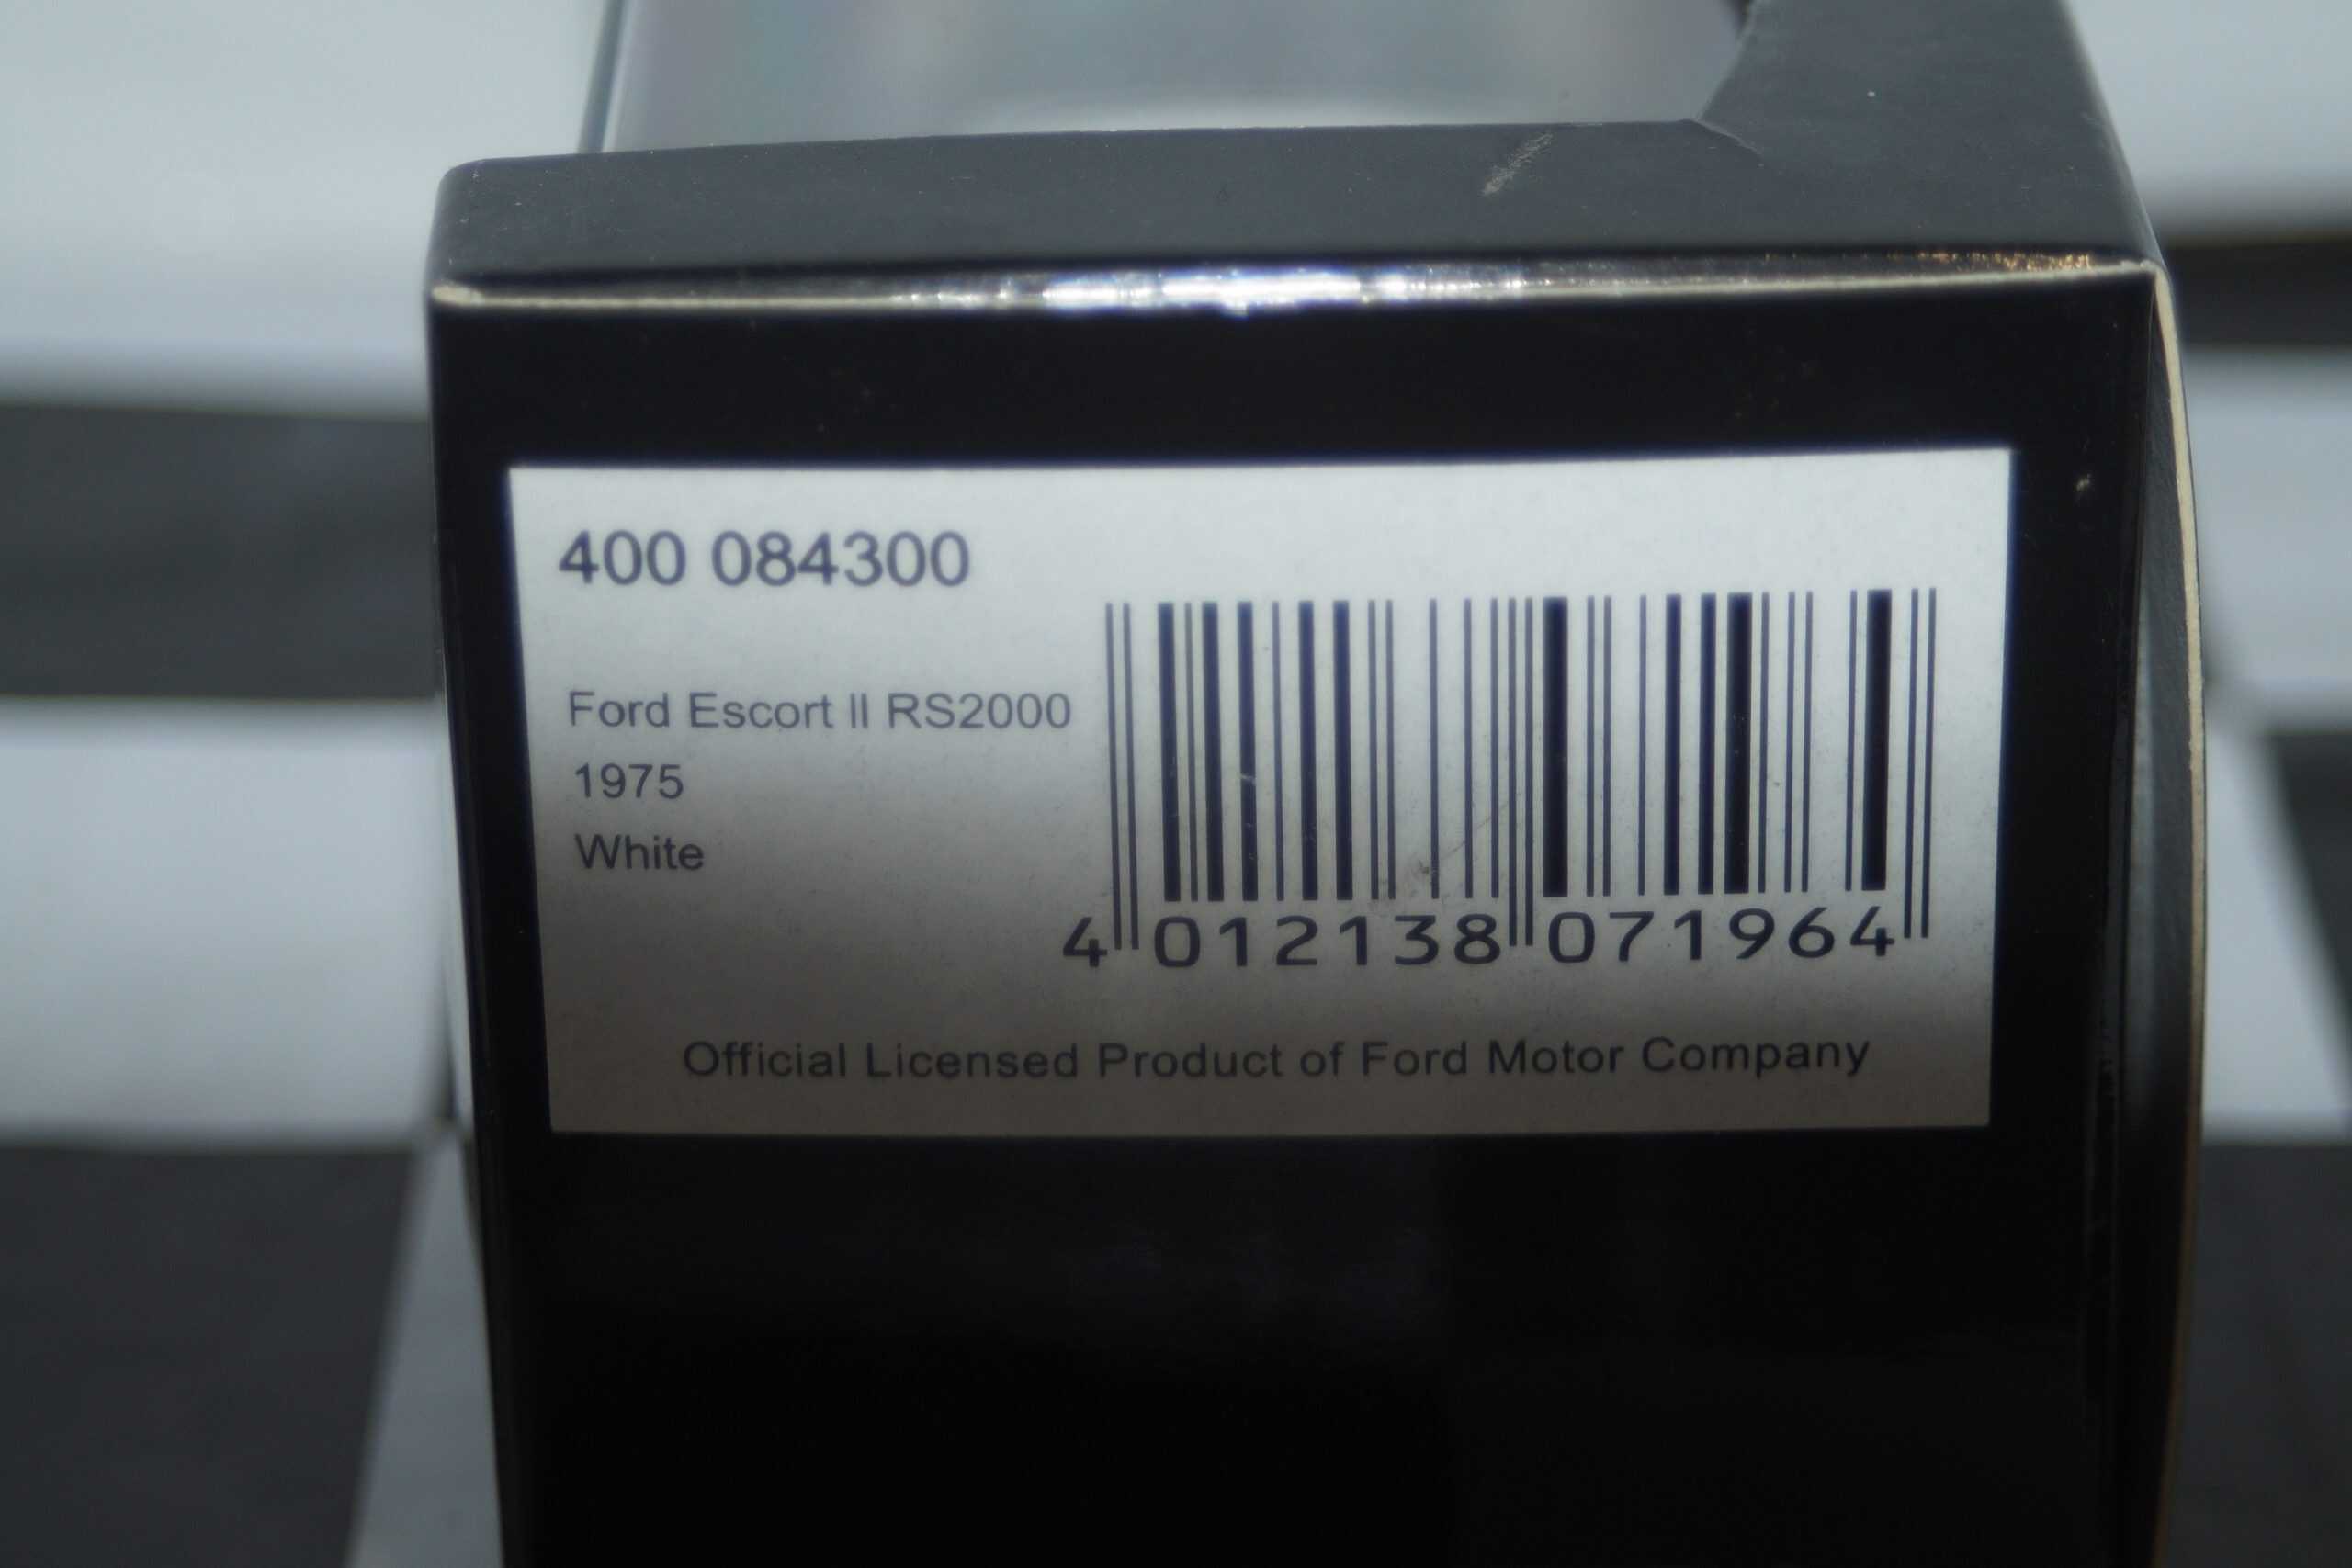 400 084300
Ford Escort II RS2000
1975
White
4 012138 071964
Official Licensed Product of Ford Motor Company